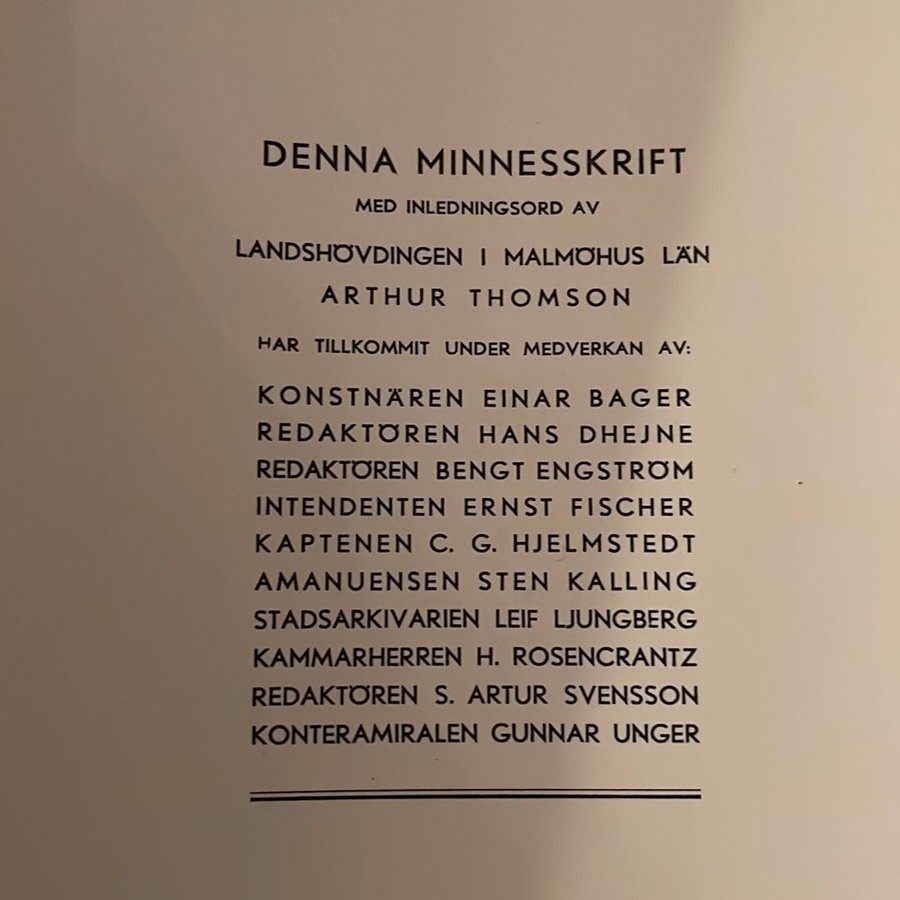 DENNA MINNESSKRIFT
MED INLEDNINGSORD AV
LANDSHÖVDINGEN I MALMÖHUS LÄN
ARTHUR THOMSON
HAR TILLKOMMIT UNDER MEDVERKAN AV:
KONSTNÄREN EINAR BAGER
REDAKTÖREN HANS DHEJNE
REDAKTÖREN BENGT ENGSTRÖM
INTENDENTEN ERNST FISCHER
KAPTENEN C. G. HJELMSTEDT
AMANUENSEN STEN KALLING
STADSARKIVARIEN LEIF LJUNGBERG
KAMMARHERREN H. ROSENCRANTZ
REDAKTÖREN S. ARTUR SVENSSON
KONTERAMIRALEN GUNNAR UNGER